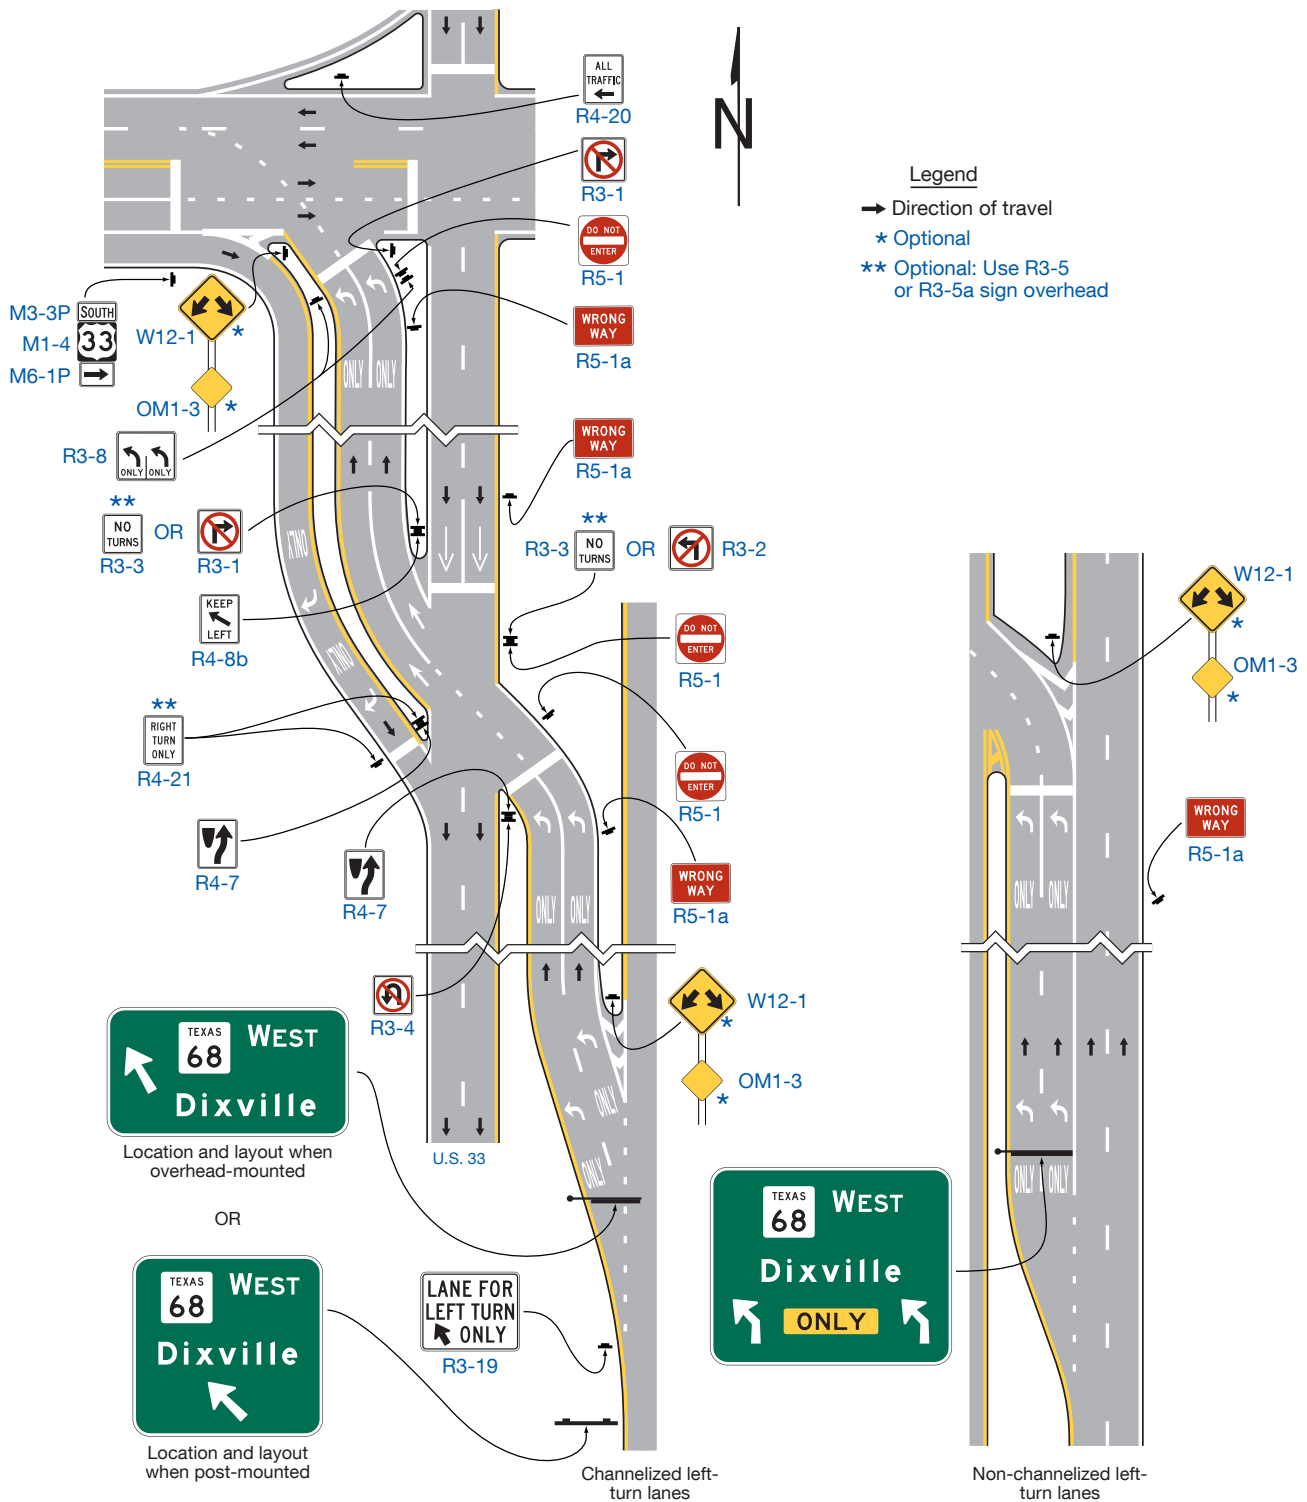 ALL
TRAFFIC
R4-20
N
R3-1
DO NOT
ENTER
R5-1
Legend
Direction of travel
* Optional
** Optional: Use R3-5
or R3-5a sign overhead
M3-3P
SOUTH
M1-4
33
M6-1P
W12-1
*
OM1-3
*
WRONG
WAY
R5-1a
ONLY ONLY
R3-8
ONLY ONLY
WRONG
WAY
R5-1a
**
NO
TURNS
R3-3
OR
R3-1
**
R3-3
NO
TURNS
OR
R3-2
ONLY
KEEP
LEFT
R4-8b
DO NOT
ENTER
R5-1
ONLY
W12-1
*
OM1-3
*
**
RIGHT
TURN
ONLY
R4-21
DO NOT
ENTER
R5-1
R4-7
R4-7
WRONG
WAY
R5-1a
WRONG
WAY
R5-1a
ONLY ONLY
ONLY ONLY
R3-4
W12-1
*
OM1-3
*
TEXAS
68
WEST
Dixville
Location and layout when
overhead-mounted
ONLY
ONLY
U.S. 33
OR
ONLY ONLY
TEXAS
68
WEST
Dixville
ONLY
TEXAS
68
WEST
Dixville
Location and layout
when post-mounted
LANE FOR
LEFT TURN
ONLY
R3-19
Channelized left-
turn lanes
Non-channelized left-
turn lanes